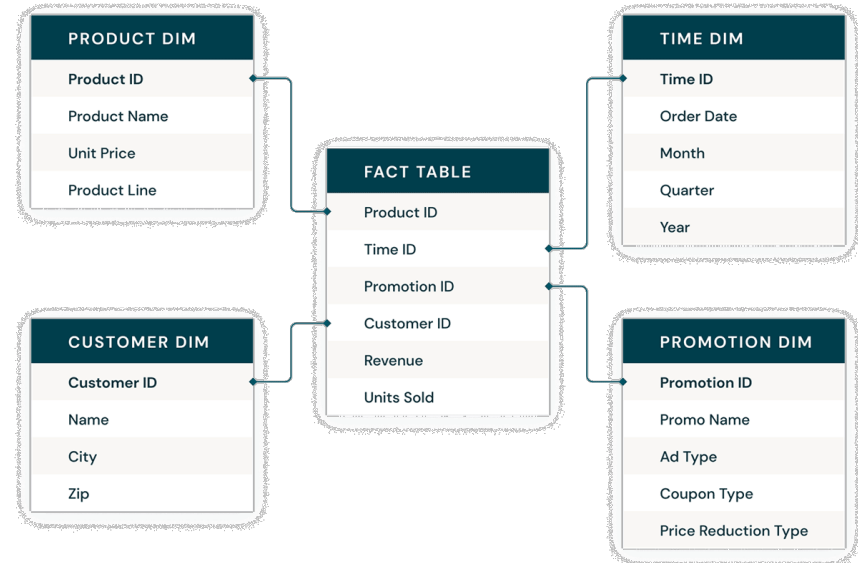 PRODUCT DIM
Product ID
Product Name
Unit Price
Product Line
TIME DIM
Time ID
Order Date
Month
Quarter
Year
FACT TABLE
Product ID
Time ID
Promotion ID
Customer ID
Revenue
Units Sold
CUSTOMER DIM
Customer ID
Name
City
Zip
PROMOTION DIM
Promotion ID
Promo Name
Ad Type
Coupon Type
Price Reduction Type